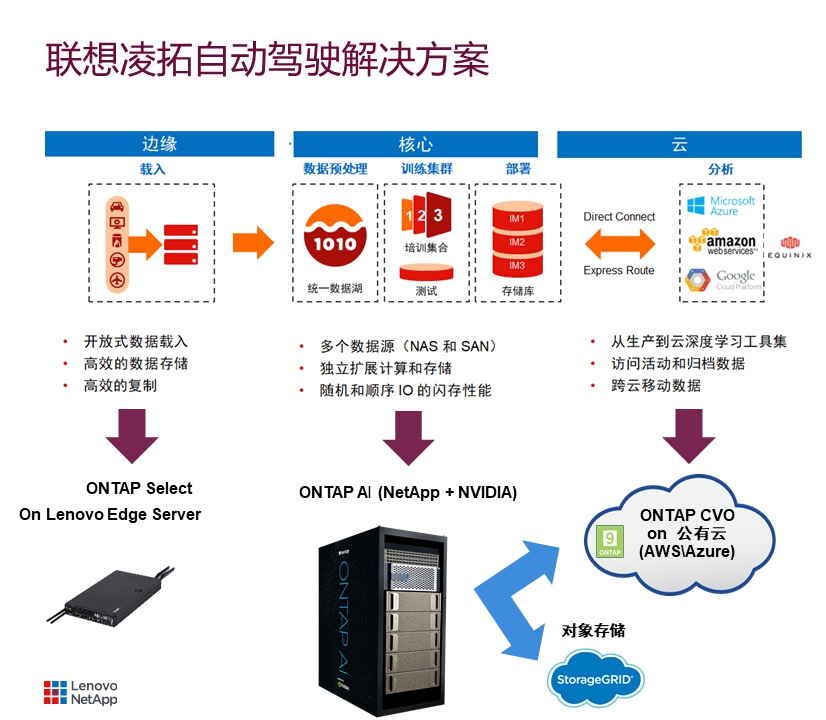 联想凌拓自动驾驶解决方案
边缘
核心
云
载入
数据预处理
训练集群
部署
分析
1010
统一数据湖
1 2 3
培训集合
测试
IM1
IM2
IM3
存储库
Direct Connect
Express Route
Microsoft
Azure
amazon
webservices
Google
Cloud Platform
EQUINIX
• 开放式数据载入
• 高效的数据存储
• 高效的复制
• 多个数据源（NAS 和 SAN）
• 独立扩展计算和存储
• 随机和顺序 IO 的闪存性能
• 从生产到云深度学习工具集
• 访问活动和归档数据
• 跨云移动数据
ONTAP Select
On Lenovo Edge Server
ONTAP AI (NetApp + NVIDIA)
ONTAP CVO
on 公有云
(AWS\Azure)
9
ONTAP
ONTAP AI
对象存储
StorageGRID
Lenovo
NetApp